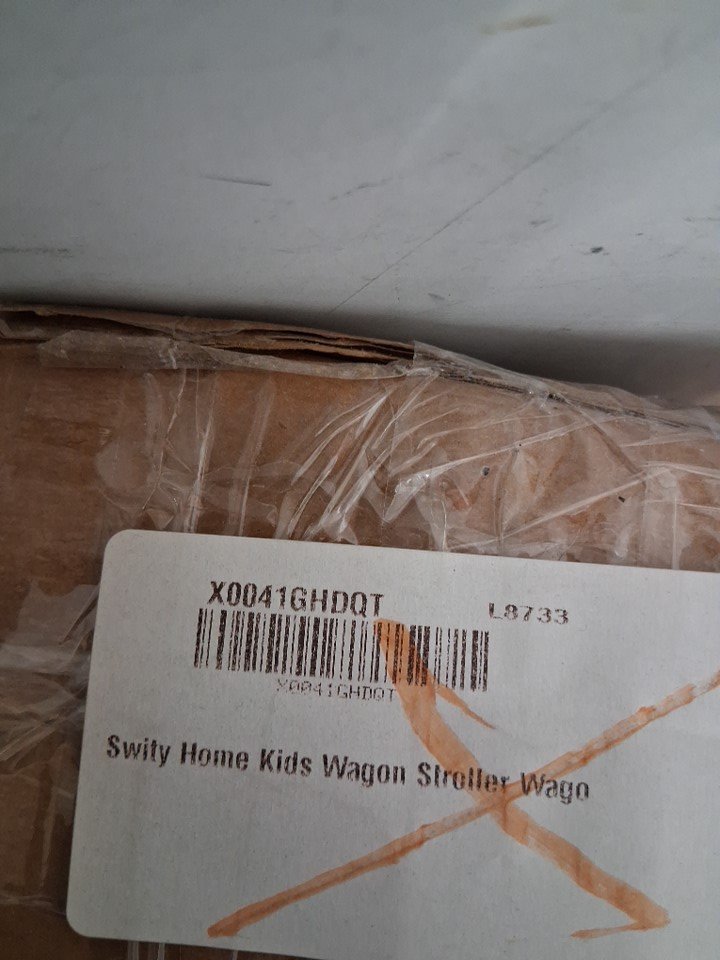 X0041GHDQT L8733
X0041GHDQT
Swity Home Kids Wagon Stroller Wago